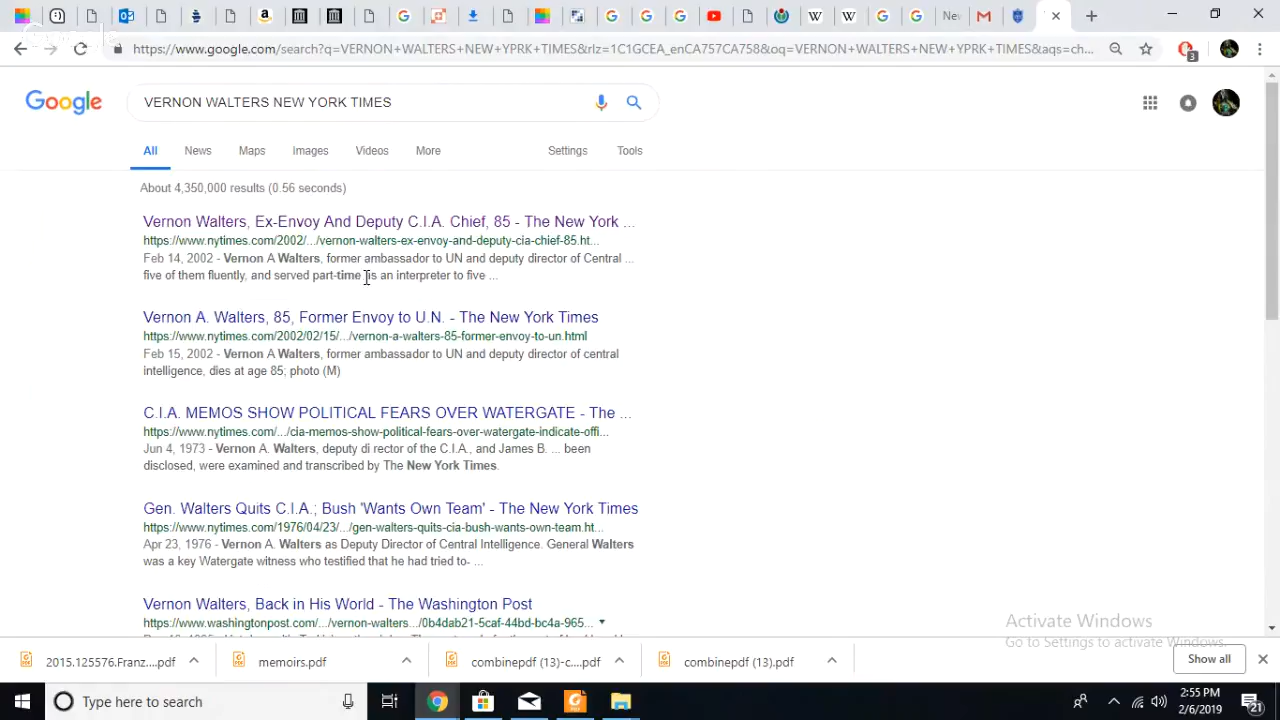 New
https://www.google.com/search?q=VERNON+WALTERS+NEW+YPRK+TIMES&rlz=1C1GCEA_enCA757CA758&oq=VERNON+WALTERS+NEW+YPRK+TIMES&aqs=ch...
3
Google
VERNON WALTERS NEW YORK TIMES
All News Maps Images Videos More Settings Tools
About 4,350,000 results (0.56 seconds)
Vernon Walters, Ex-Envoy And Deputy C.I.A. Chief, 85 - The New York ...
https://www.nytimes.com/2002/.../vernon-walters-ex-envoy-and-deputy-cia-chief-85.ht...
Feb 14, 2002 - Vernon A Walters, former ambassador to UN and deputy director of Central ...
five of them fluently, and served part-time as an interpreter to five ...
Vernon A. Walters, 85, Former Envoy to U.N. - The New York Times
https://www.nytimes.com/2002/02/15/.../vernon-a-walters-85-former-envoy-to-un.html
Feb 15, 2002 - Vernon A Walters, former ambassador to UN and deputy director of central
intelligence, dies at age 85; photo (M)
C.I.A. MEMOS SHOW POLITICAL FEARS OVER WATERGATE - The ...
https://www.nytimes.com/.../cia-memos-show-political-fears-over-watergate-indicate-offi...
Jun 4, 1973 - Vernon A. Walters, deputy di rector of the C.I.A., and James B. ... been
disclosed, were examined and transcribed by The New York Times.
Gen. Walters Quits C.I.A.; Bush 'Wants Own Team' - The New York Times
https://www.nytimes.com/1976/04/23/.../gen-walters-quits-cia-bush-wants-own-team.ht...
Apr 23, 1976 - Vernon A. Walters as Deputy Director of Central Intelligence. General Walters
was a key Watergate witness who testified that he had tried to- ...
Vernon Walters, Back in His World - The Washington Post
https://www.washingtonpost.com/.../vernon-walters.../0b4dab21-5caf-44bd-bc4a-965...
Activate Windows
Go to Settings to activate Windows.
2015.125576.Franz....pdf memoirs.pdf combinepdf (13)-c....pdf combinepdf (13).pdf Show all
Type here to search
2:55 PM
2/6/2019
21